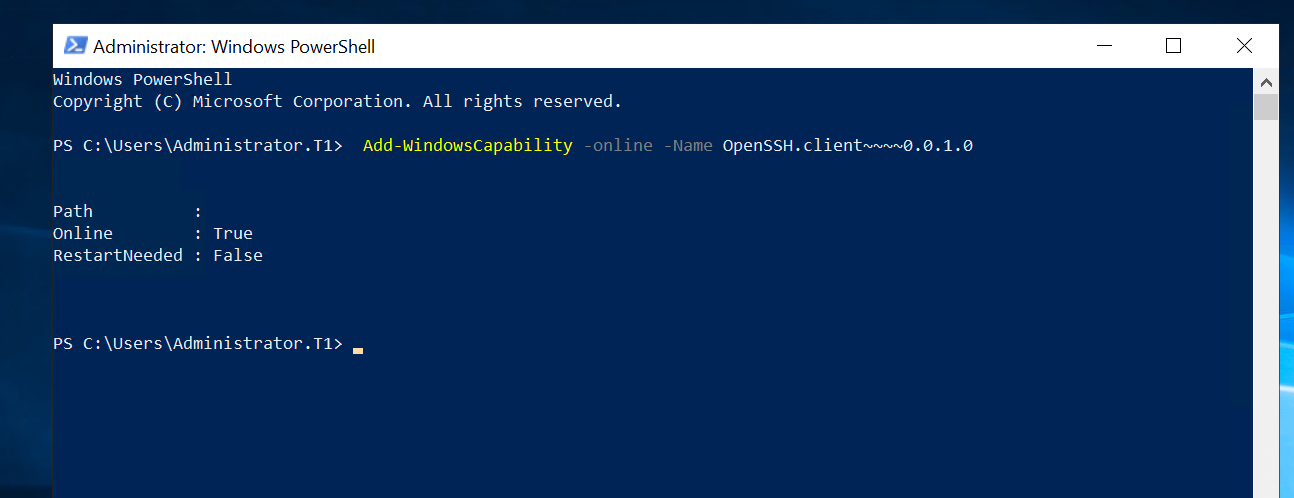 Administrator: Windows PowerShell
Windows PowerShell
Copyright (C) Microsoft Corporation. All rights reserved.
PS C:\Users\Administrator.T1>  Add-WindowsCapability -online -Name OpenSSH.client~~~~0.0.1.0
Path          :
Online        : True
RestartNeeded : False
PS C:\Users\Administrator.T1>